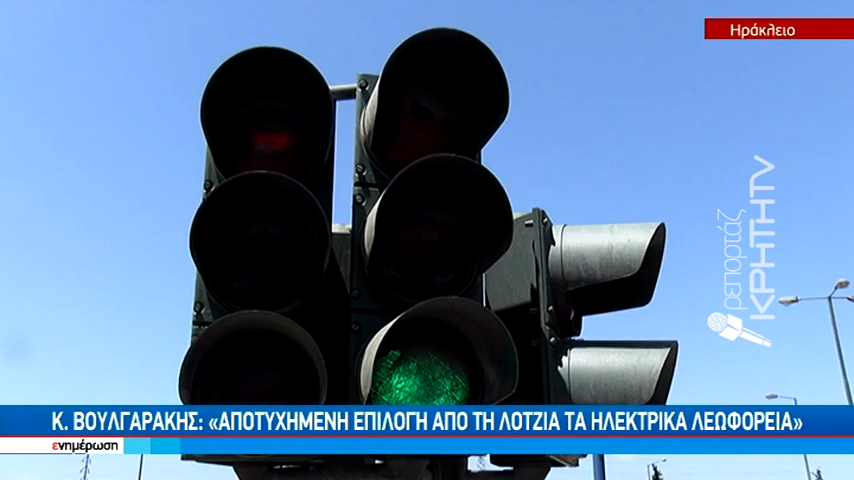 Ηράκλειο
ρεπορτάζ
ΚΡΗΤΗTV
Κ. ΒΟΥΛΓΑΡΑΚΗΣ: «ΑΠΟΤΥΧΗΜΕΝΗ ΕΠΙΛΟΓΗ ΑΠΟ ΤΗ ΛΟΤΖΙΑ ΤΑ ΗΛΕΚΤΡΙΚΑ ΛΕΩΦΟΡΕΙΑ»
ενημέρωση